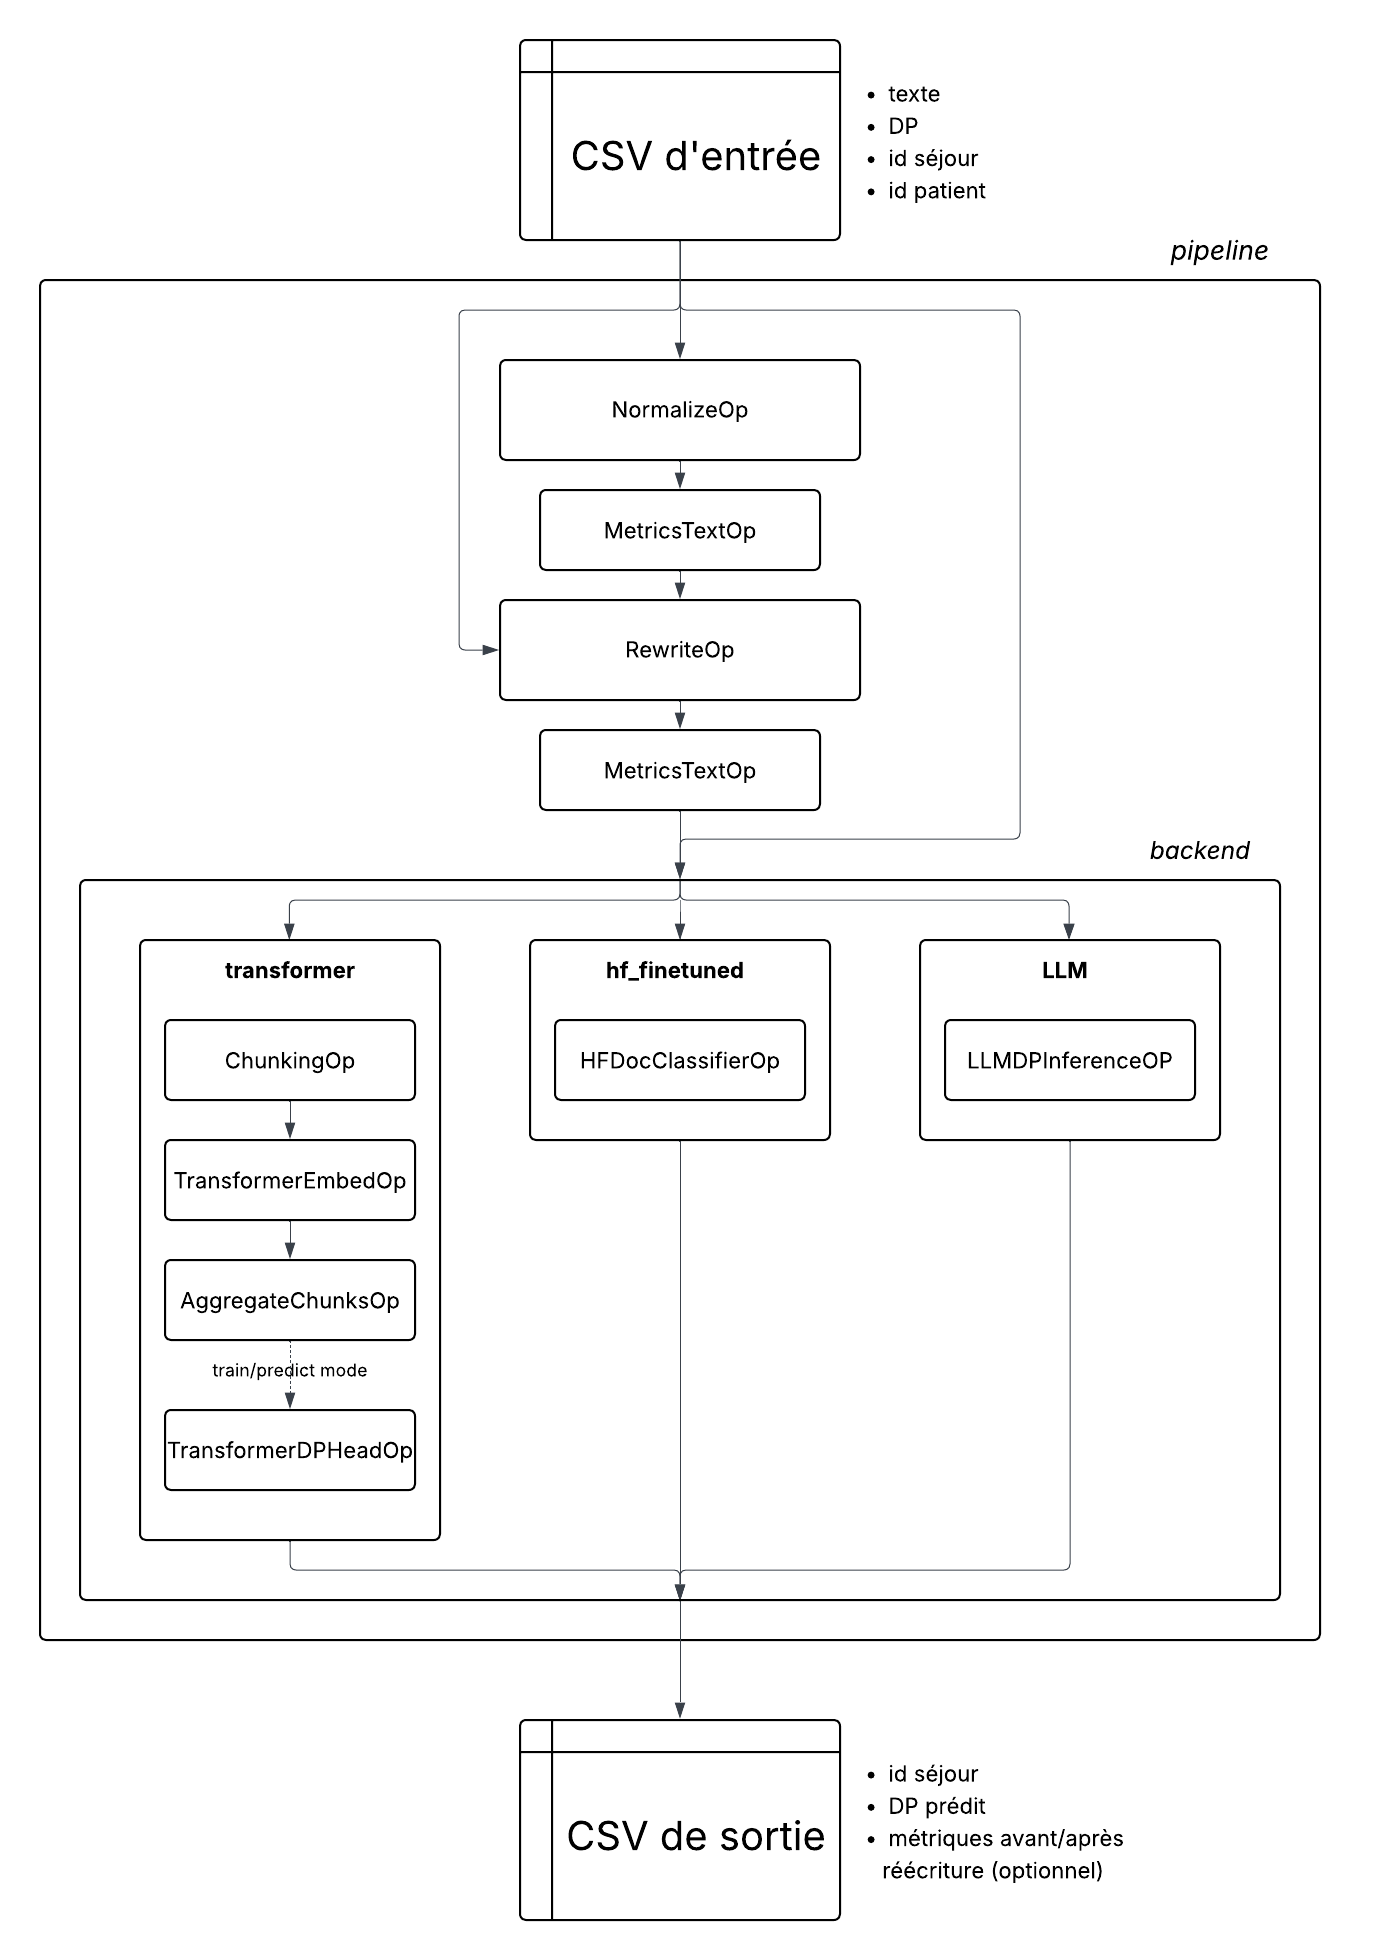 CSV d'entrée
• texte
• DP
• id séjour
• id patient
pipeline
NormalizeOp
MetricsTextOp
RewriteOp
MetricsTextOp
backend
transformer
ChunkingOp
TransformerEmbedOp
AggregateChunksOp
train/predict mode
TransformerDPHeadOp
hf_finetuned
HFDocClassifierOp
LLM
LLMDPInferenceOP
CSV de sortie
• id séjour
• DP prédit
• métriques avant/après
réécriture (optionnel)